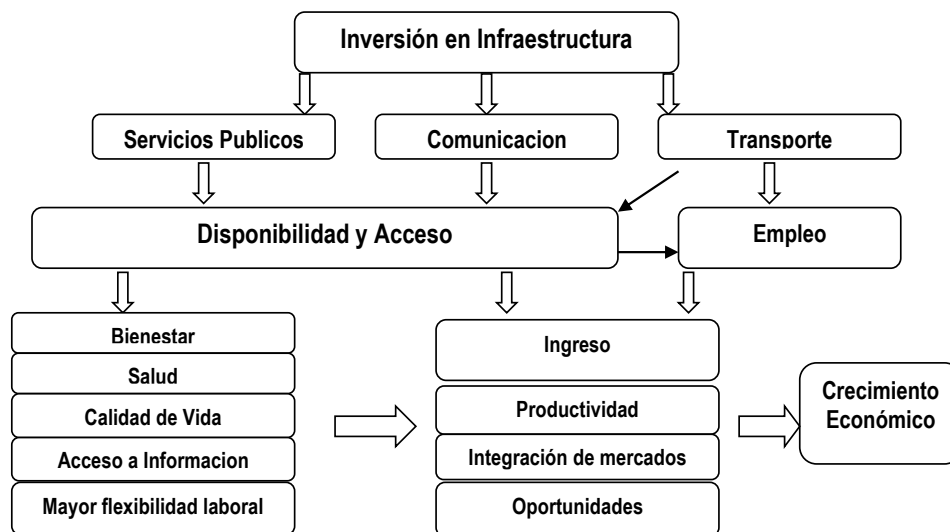 Inversión en Infraestructura
Servicios Publicos
Comunicacion
Transporte
Disponibilidad y Acceso
Empleo
Bienestar
Salud
Calidad de Vida
Acceso a Informacion
Mayor flexibilidad laboral
Ingreso
Productividad
Integración de mercados
Oportunidades
Crecimiento
Económico